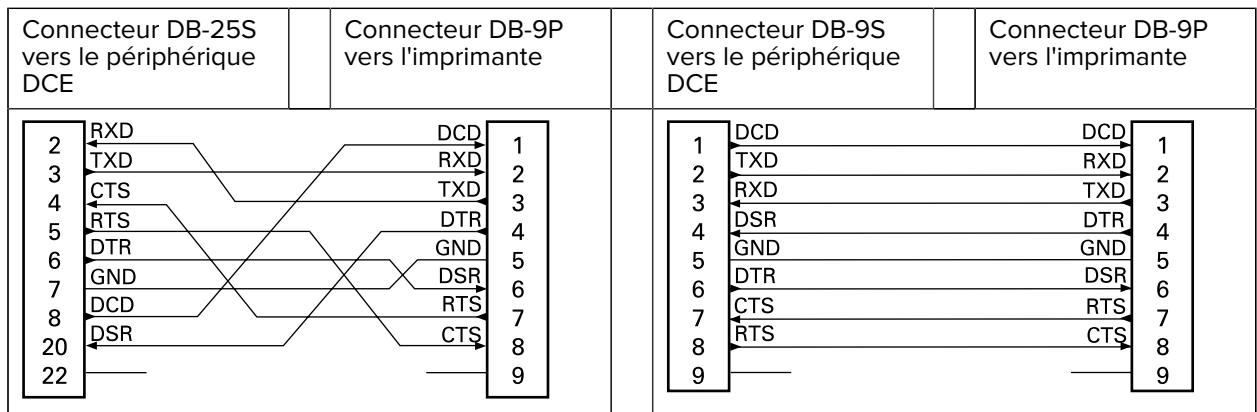 Connecteur DB-25S
vers le périphérique
DCE
Connecteur DB-9P
vers l'imprimante
Connecteur DB-9S
vers le périphérique
DCE
Connecteur DB-9P
vers l'imprimante
2 RXD DCD 1
3 TXD RXD 2
4 CTS TXD 3
5 RTS DTR 4
6 DTR GND 5
7 GND DSR 6
8 DCD RTS 7
20 DSR CTS 8
22 9
1 DCD DCD 1
2 TXD RXD 2
3 RXD TXD 3
4 DSR DTR 4
5 GND GND 5
6 DTR DSR 6
7 CTS RTS 7
8 RTS CTS 8
9 9